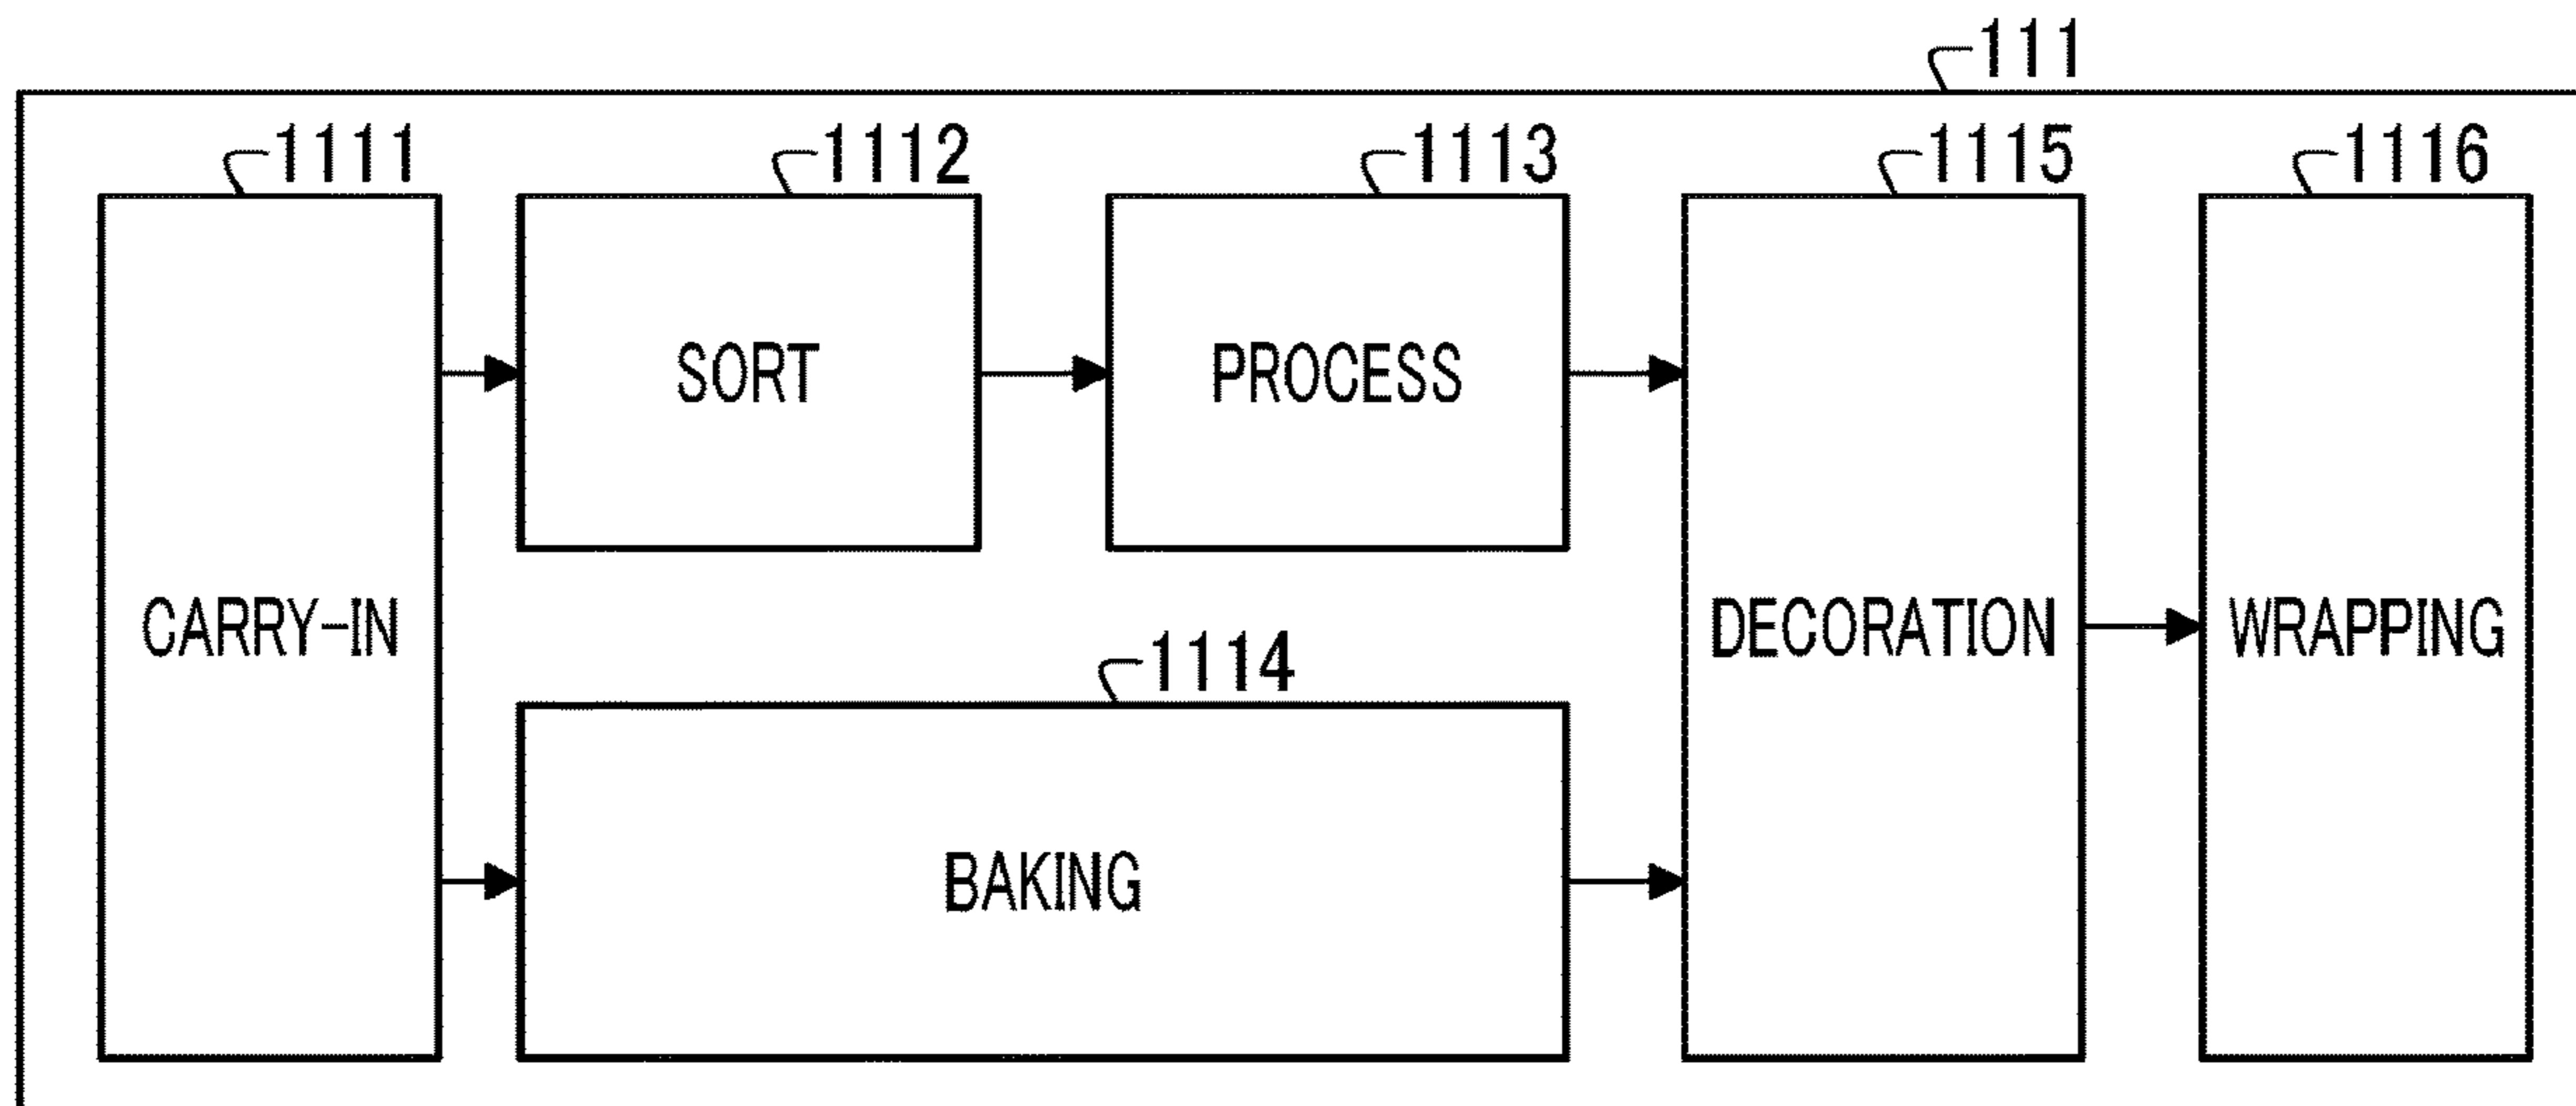 111
1111
1112
1113
1115
1116
SORT
PROCESS
CARRY-IN
DECORATION
WRAPPING
1114
BAKING